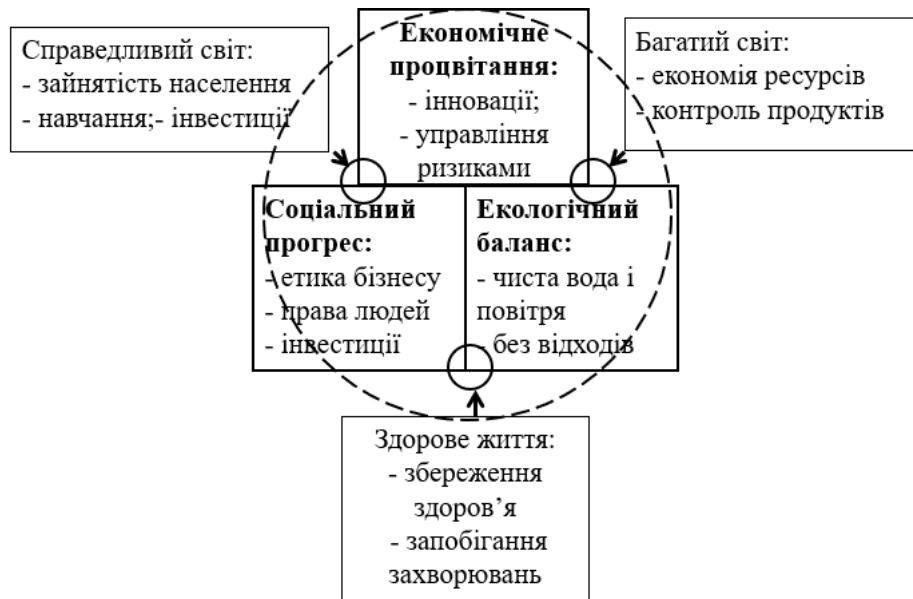 Справедливий світ:
- зайнятість населення
- навчання;- інвестиції
Економічне
процвітання:
- інновації;
- управління
ризиками
Багатий світ:
- економія ресурсів
- контроль продуктів
Соціальний
прогрес:
- етика бізнесу
- права людей
- інвестиції
Екологічний
баланс:
- чиста вода і
повітря
- без відходів
Здорове життя:
- збереження
здоров’я
- запобігання
захворювань